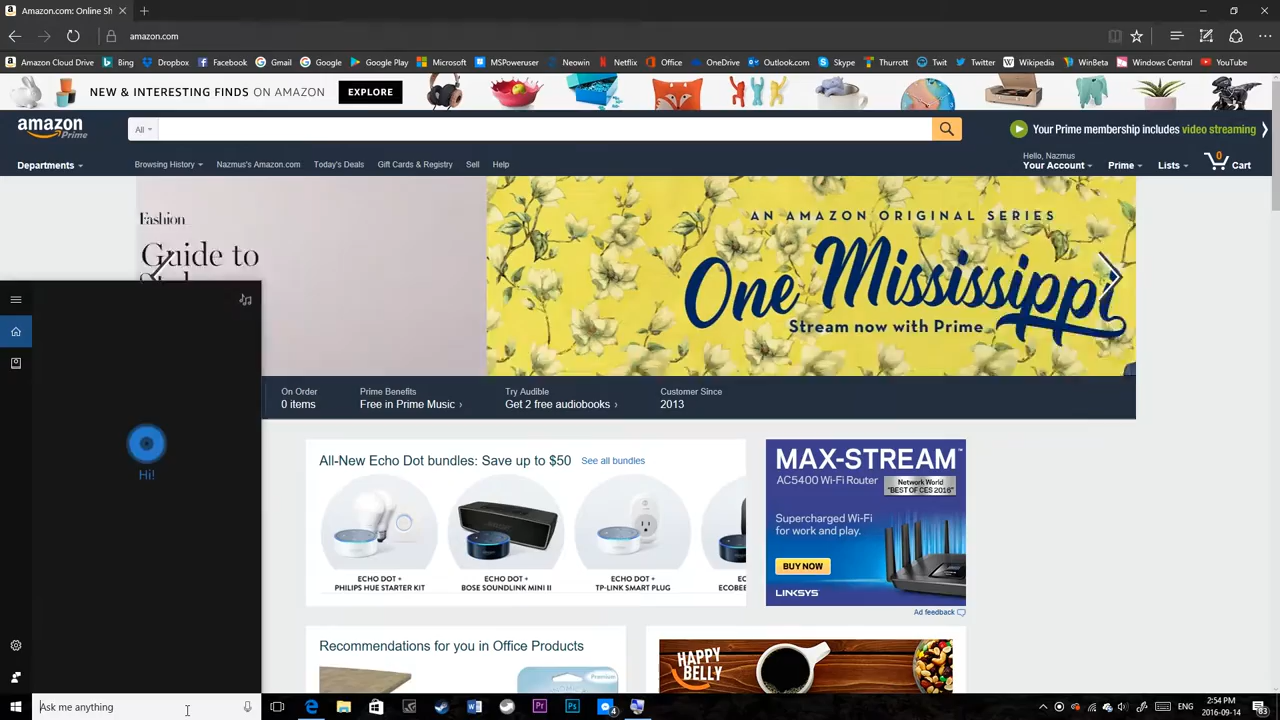 Amazon.com: Online Sh
amazon.com
Amazon Cloud Drive Bing Dropbox Facebook Gmail Google Google Play Microsoft MSPoweruser Neowin Netflix Office OneDrive Outlook.com Skype Thurrott Twit Twitter Wikipedia WinBeta Windows Central YouTube
NEW & INTERESTING FINDS ON AMAZON EXPLORE
amazon Prime
All
Your Prime membership includes video streaming
Departments
Browsing History Nazmus's Amazon.com Today's Deals Gift Cards & Registry Sell Help
Hello, Nazmus
Your Account Prime Lists 0 Cart
Fashion
Guide to
AN AMAZON ORIGINAL SERIES
One Mississippi
Stream now with Prime
On Order
0 items
Prime Benefits
Free in Prime Music ›
Try Audible
Get 2 free audiobooks ›
Customer Since
2013
Hi!
All-New Echo Dot bundles: Save up to $50 See all bundles
ECHO DOT +
PHILIPS HUE STARTER KIT
ECHO DOT +
BOSE SOUNDLINK MINI II
ECHO DOT +
TP-LINK SMART PLUG
MAX-STREAM™
AC5400 Wi-Fi Router
Network World
"BEST OF CES 2016"
Supercharged Wi-Fi
for work and play.
BUY NOW
LINKSYS
Ad feedback
Recommendations for you in Office Products
Premium
HAPPY
BELLY
Ask me anything
Pr Ps 4
ENG
2:54 PM
2016-09-14
63